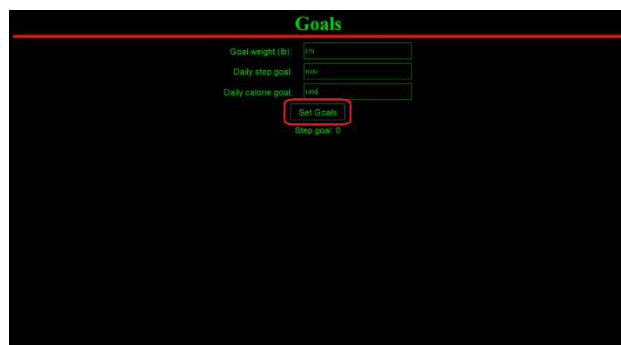 Goals
Goal weight (lb):
Daily step goal:
Daily calorie goal:
Set Goals
Step goal: 0